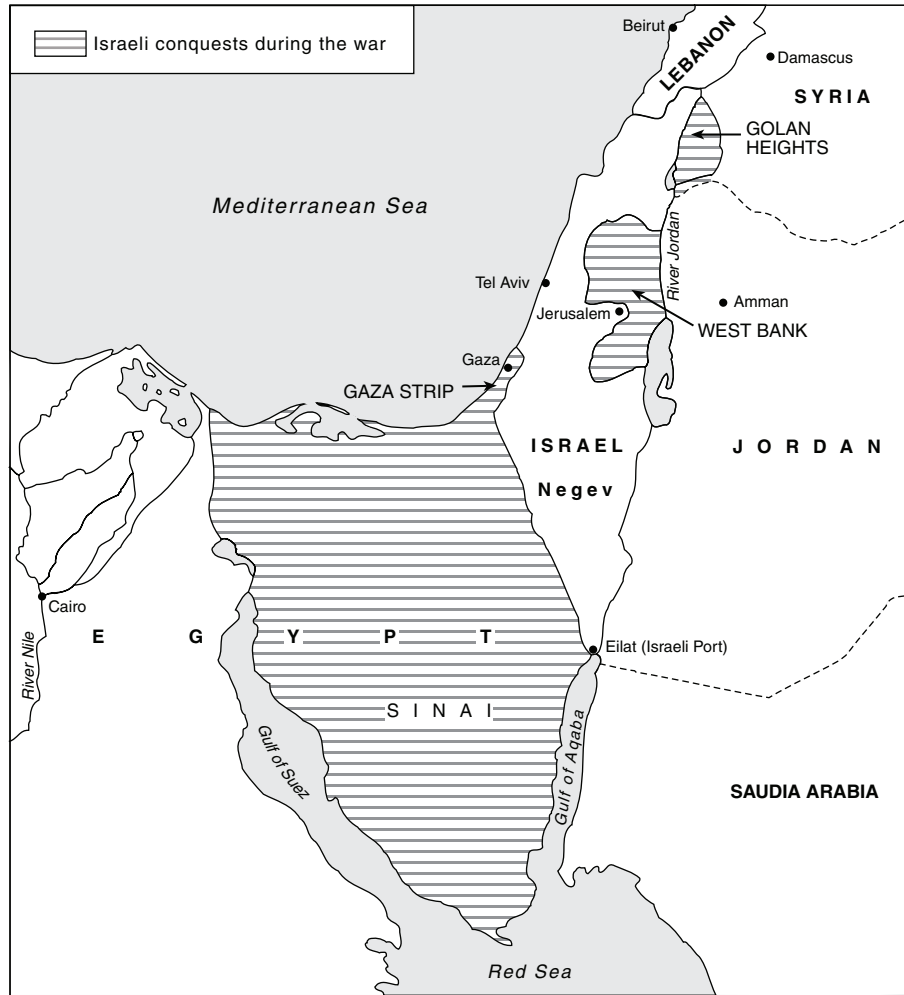 Israeli conquests during the war
Beirut
LEBANON
Damascus
SYRIA
GOLAN
HEIGHTS
Mediterranean Sea
River Jordan
Tel Aviv
Amman
Jerusalem
WEST BANK
Gaza
GAZA STRIP
ISRAEL
JORDAN
Negev
Cairo
EGYPT
Eilat (Israeli Port)
River Nile
SINAI
Gulf of Suez
Gulf of Aqaba
SAUDIA ARABIA
Red Sea